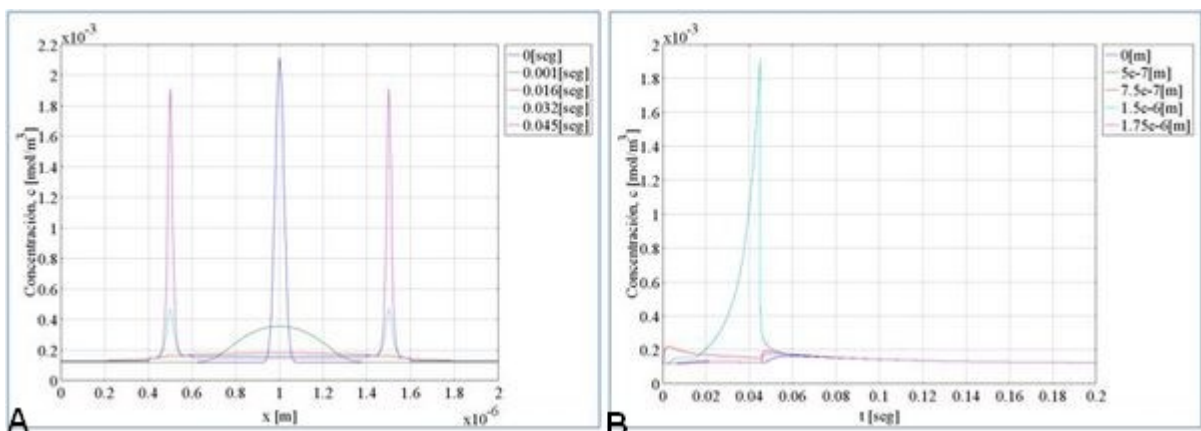 x10⁻³
2.2
2
1.8
1.6
1.4
1.2
1
0.8
0.6
0.4
0.2
0
Concentración, c [mol/m³]
0 0.2 0.4 0.6 0.8 1 1.2 1.4 1.6 1.8 2
x [m]
x10⁻⁶
0[seg]
0.001[seg]
0.016[seg]
0.032[seg]
0.045[seg]
A
x10⁻³
2
1.8
1.6
1.4
1.2
1
0.8
0.6
0.4
0.2
0
Concentración, c [mol/m³]
0 0.02 0.04 0.06 0.08 0.1 0.12 0.14 0.16 0.18 0.2
t [seg]
0[m]
5e-7[m]
7.5e-7[m]
1.5e-6[m]
1.75e-6[m]
B